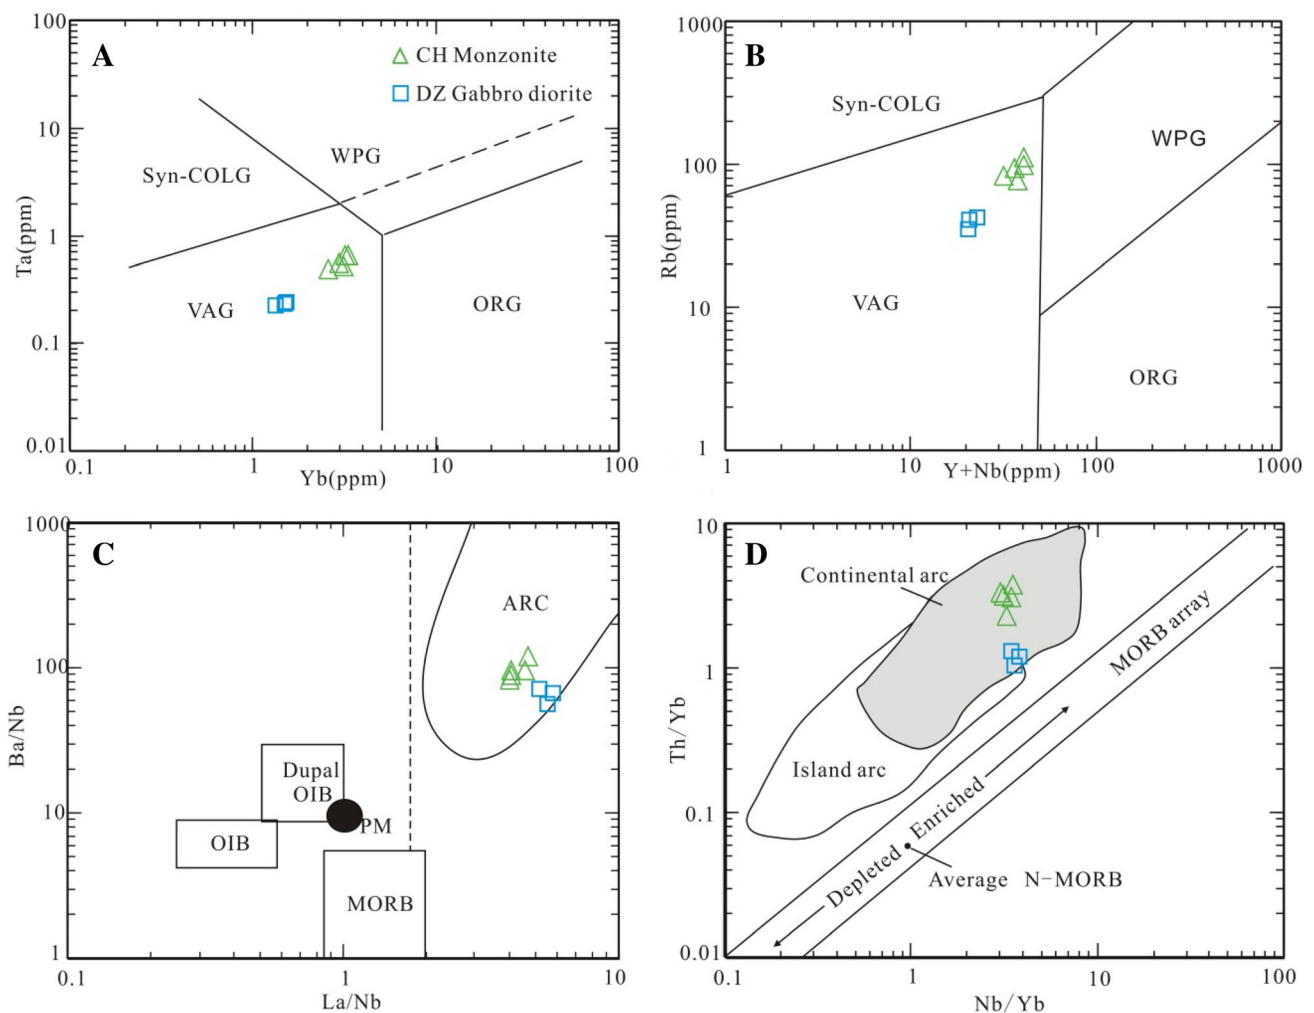 A
100
10
1
0.1
0.01
Ta(ppm)
CH Monzonite
DZ Gabbro diorite
WPG
Syn-COLG
VAG
ORG
0.1
1
10
100
Yb(ppm)
B
1000
100
10
1
Rb(ppm)
Syn-COLG
WPG
VAG
ORG
1
10
100
1000
Y+Nb(ppm)
C
1000
100
10
1
Ba/Nb
ARC
Dupal
OIB
PM
OIB
MORB
0.1
1
10
La/Nb
D
10
1
0.1
0.01
Th/Yb
Continental arc
MORB array
Island arc
Enriched
Depleted
Average N-MORB
0.1
1
10
100
Nb/Yb